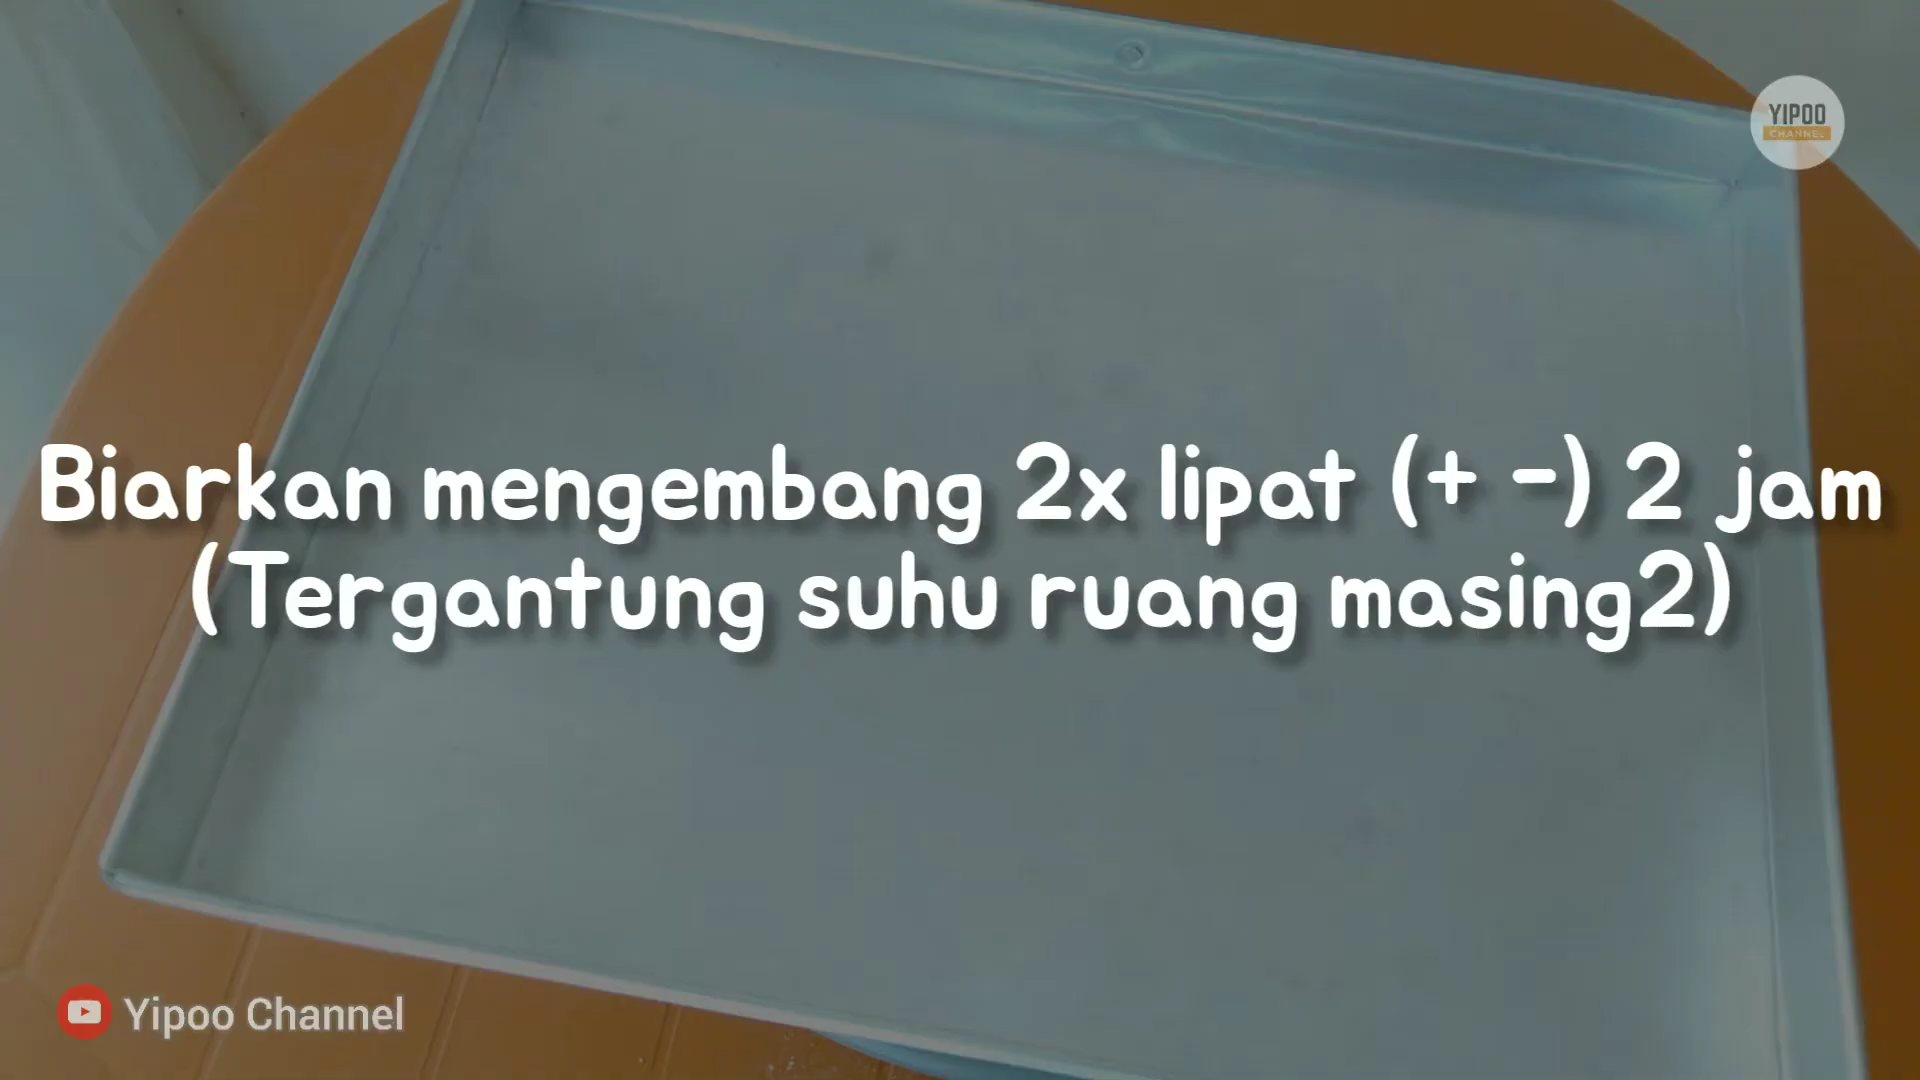 YIPOO
CHANNEL
Biarkan mengembang 2x lipat (+ -) 2 jam
(Tergantung suhu ruang masing2)
Yipoo Channel